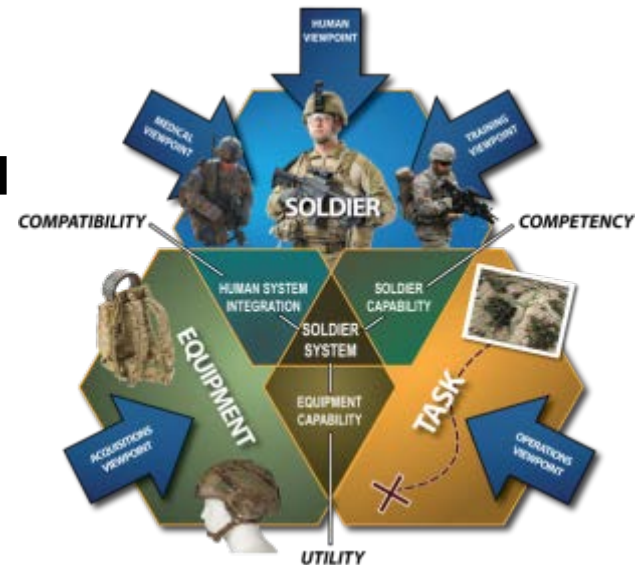 HUMAN
VIEWPOINT
MEDICAL
VIEWPOINT
TRAINING
VIEWPOINT
SOLDIER
COMPATIBILITY
COMPETENCY
HUMAN SYSTEM
INTEGRATION
SOLDIER
CAPABILITY
SOLDIER
SYSTEM
EQUIPMENT
EQUIPMENT
CAPABILITY
TASK
ACQUISITIONS
VIEWPOINT
OPERATIONS
VIEWPOINT
UTILITY